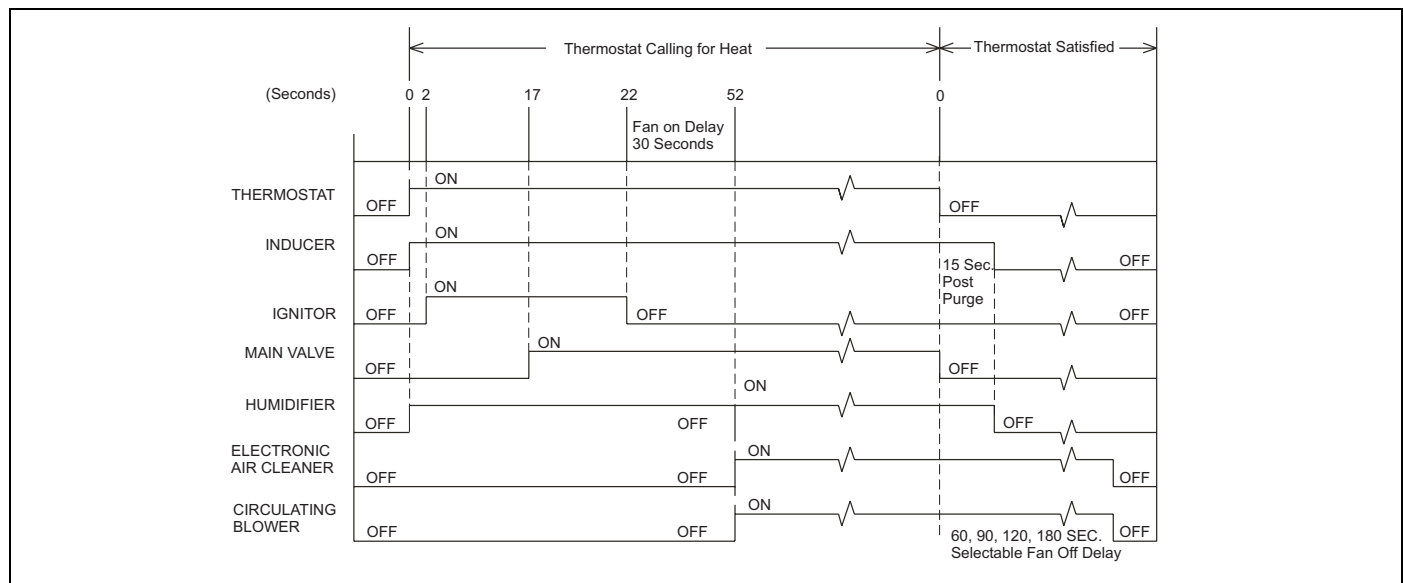 Thermostat Calling for Heat Thermostat Satisfied
(Seconds) 0 2 17 22 52 0
Fan on Delay
30 Seconds
THERMOSTAT OFF ON OFF
INDUCER OFF ON OFF
15 Sec.
Post
Purge
IGNITOR OFF ON OFF OFF
MAIN VALVE OFF ON OFF
HUMIDIFIER OFF OFF ON OFF
ELECTRONIC
AIR CLEANER OFF OFF ON OFF
CIRCULATING
BLOWER OFF OFF ON OFF
60, 90, 120, 180 SEC.
Selectable Fan Off Delay